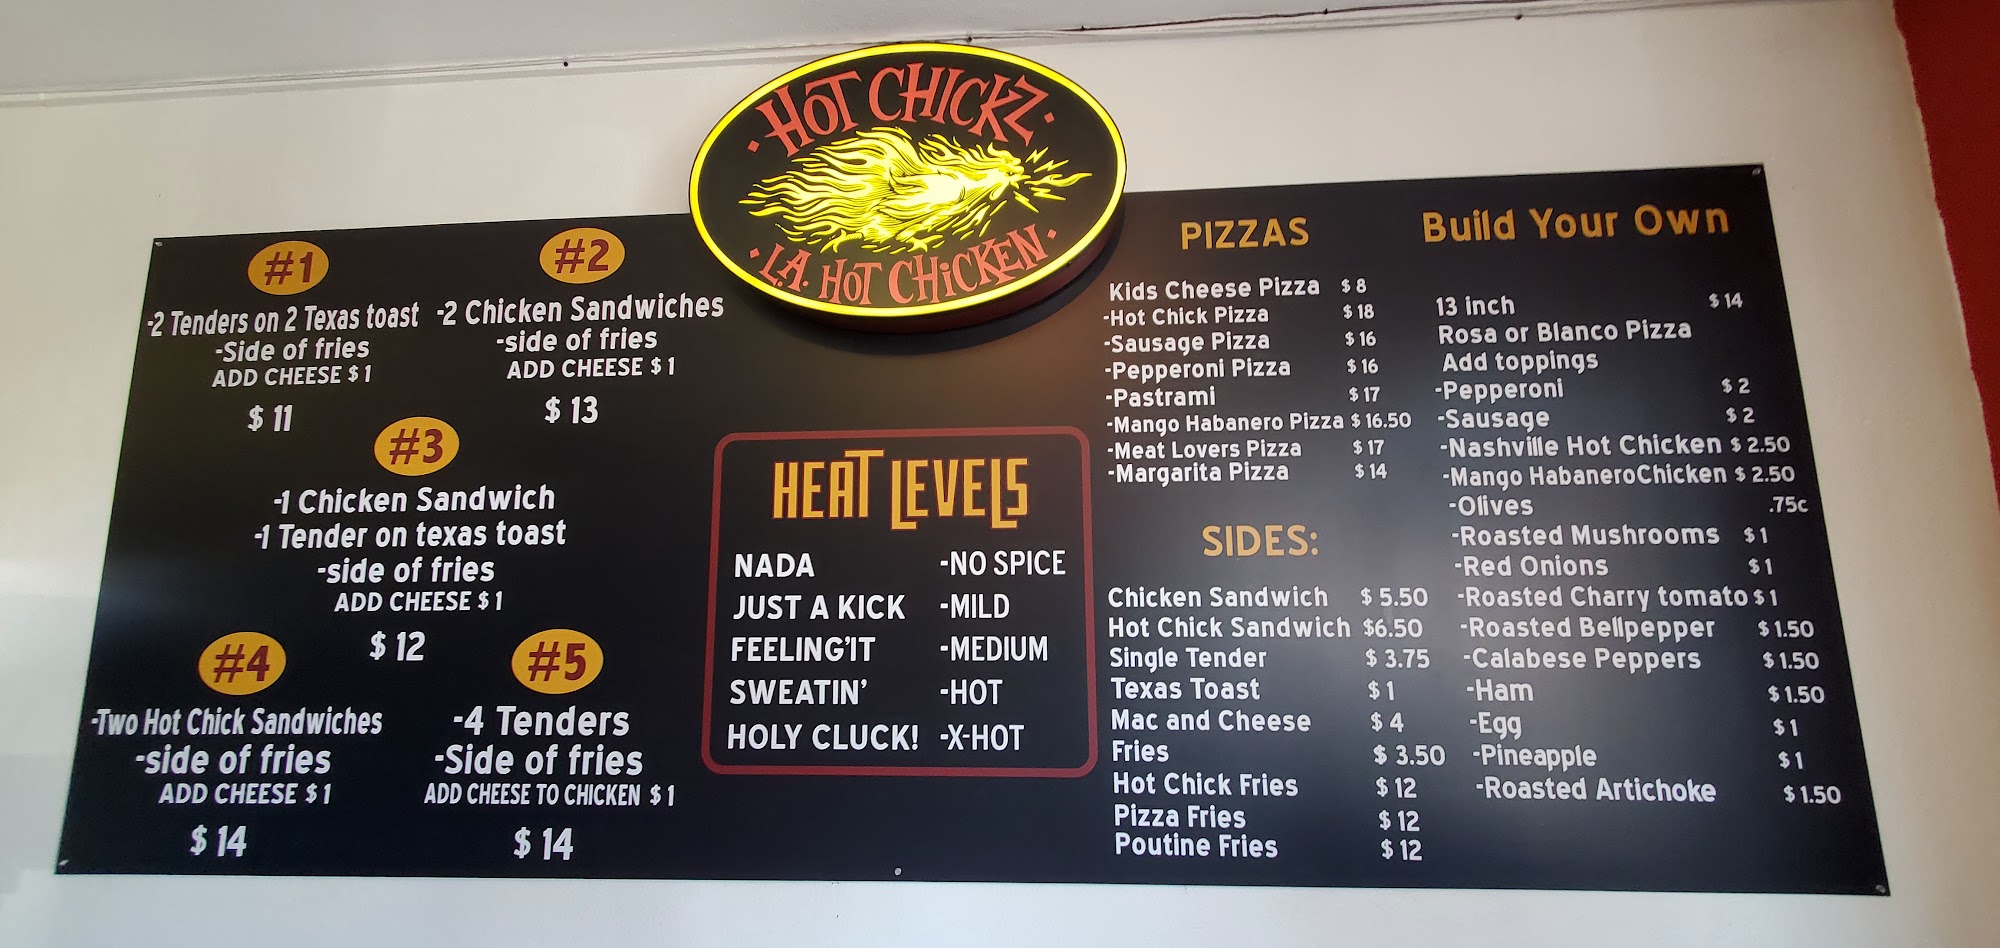 HOT CHICKZ
L.A. HOT CHiCKEN
#1
-2 Tenders on 2 Texas toast
-Side of fries
ADD CHEESE $1
$11
#2
-2 Chicken Sandwiches
-side of fries
ADD CHEESE $1
$13
#3
-1 Chicken Sandwich
-1 Tender on texas toast
-side of fries
ADD CHEESE $1
$12
#4
-Two Hot Chick Sandwiches
-side of fries
ADD CHEESE $1
$14
#5
-4 Tenders
-Side of fries
ADD CHEESE TO CHICKEN $1
$14
HEAT LEVELS
NADA -NO SPICE
JUST A KICK -MILD
FEELING'IT -MEDIUM
SWEATIN' -HOT
HOLY CLUCK! -X-HOT
PIZZAS
Kids Cheese Pizza $8
-Hot Chick Pizza $18
-Sausage Pizza $16
-Pepperoni Pizza $16
-Pastrami $17
-Mango Habanero Pizza $16.50
-Meat Lovers Pizza $17
-Margarita Pizza $14
SIDES:
Chicken Sandwich $5.50
Hot Chick Sandwich $6.50
Single Tender $3.75
Texas Toast $1
Mac and Cheese $4
Fries $3.50
Hot Chick Fries $12
Pizza Fries $12
Poutine Fries $12
Build Your Own
13 inch $14
Rosa or Blanco Pizza
Add toppings
-Pepperoni $2
-Sausage $2
-Nashville Hot Chicken $2.50
-Mango HabaneroChicken $2.50
-Olives .75c
-Roasted Mushrooms $1
-Red Onions $1
-Roasted Charry tomato $1
-Roasted Bellpepper $1.50
-Calabese Peppers $1.50
-Ham $1.50
-Egg $1
-Pineapple $1
-Roasted Artichoke $1.50